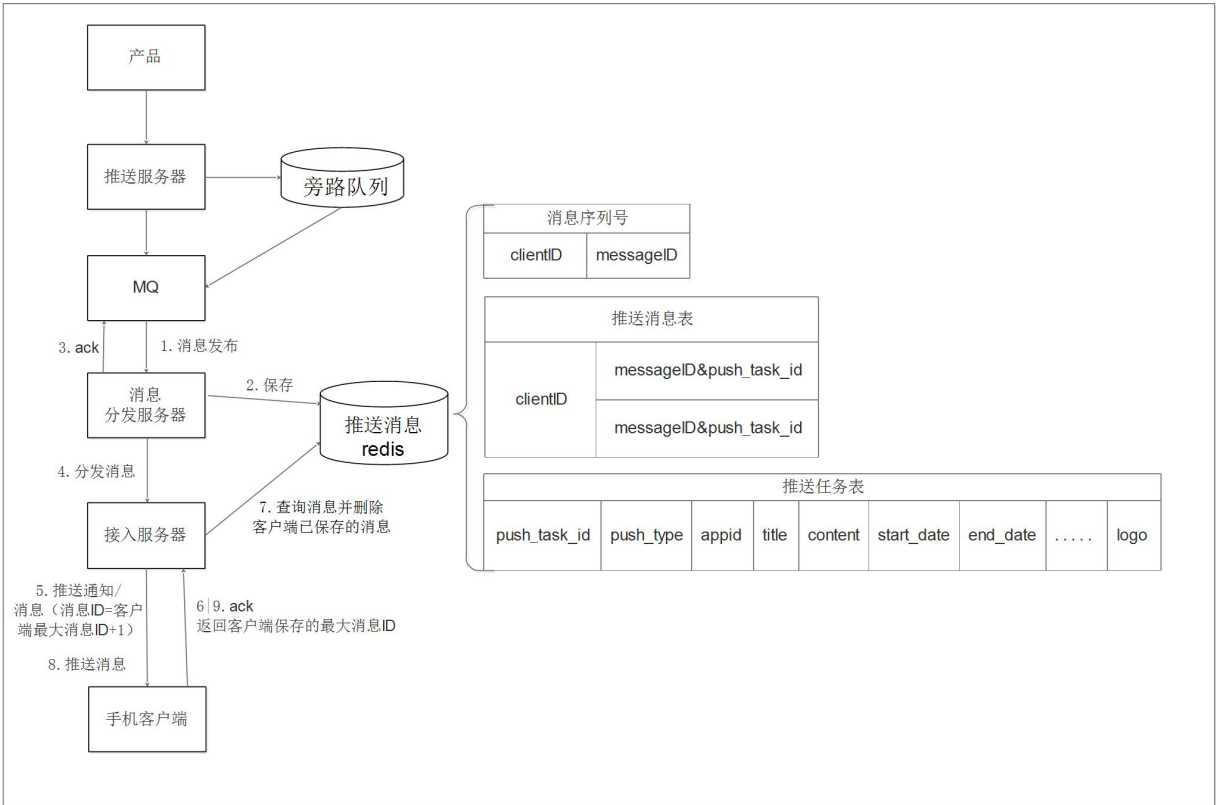 产品
推送服务器
旁路队列
MQ
3. ack
1. 消息发布
消息
分发服务器
2. 保存
推送消息
redis
4. 分发消息
接入服务器
7. 查询消息并删除
客户端已保存的消息
5. 推送通知/
消息（消息ID=客户
端最大消息ID+1）
6|9. ack
返回客户端保存的最大消息ID
8. 推送消息
手机客户端
消息序列号
clientID messageID
推送消息表
clientID
messageID&push_task_id
messageID&push_task_id
推送任务表
push_task_id push_type appid title content start_date end_date ..... logo